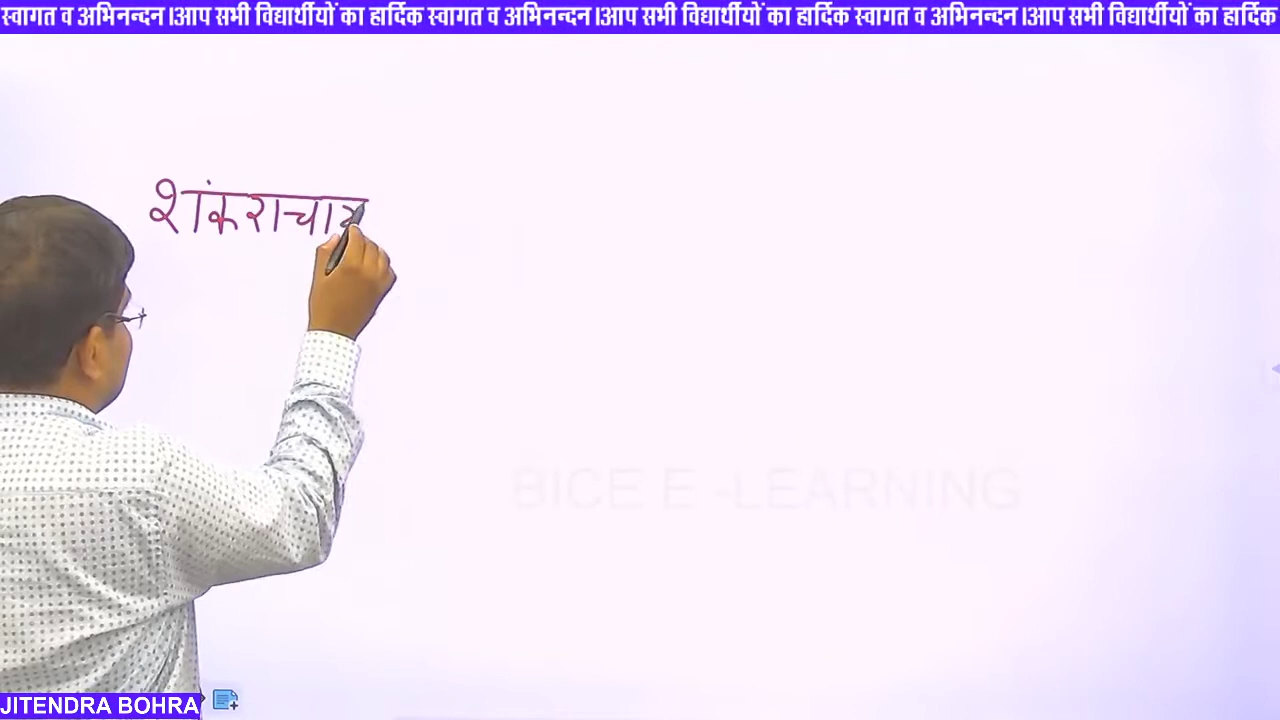 स्वागत व अभिनन्दन।आप सभी विद्यार्थीयों का हार्दिक स्वागत व अभिनन्दन।आप सभी विद्यार्थीयों का हार्दिक स्वागत व अभिनन्दन।आप सभी विद्यार्थीयों का हार्दिक
शंकराचाय
BICE E -LEARNING
JITENDRA BOHRA